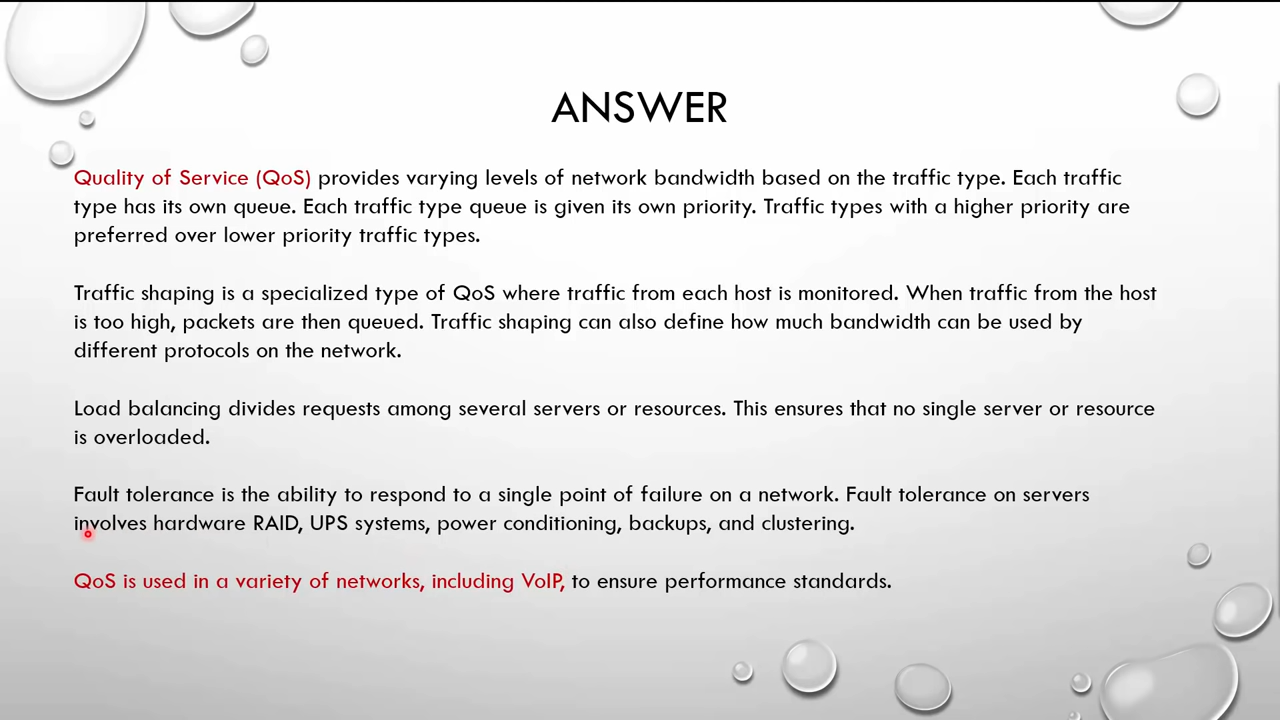 ANSWER
Quality of Service (QoS) provides varying levels of network bandwidth based on the traffic type. Each traffic
type has its own queue. Each traffic type queue is given its own priority. Traffic types with a higher priority are
preferred over lower priority traffic types.
Traffic shaping is a specialized type of QoS where traffic from each host is monitored. When traffic from the host
is too high, packets are then queued. Traffic shaping can also define how much bandwidth can be used by
different protocols on the network.
Load balancing divides requests among several servers or resources. This ensures that no single server or resource
is overloaded.
Fault tolerance is the ability to respond to a single point of failure on a network. Fault tolerance on servers
involves hardware RAID, UPS systems, power conditioning, backups, and clustering.
QoS is used in a variety of networks, including VoIP, to ensure performance standards.